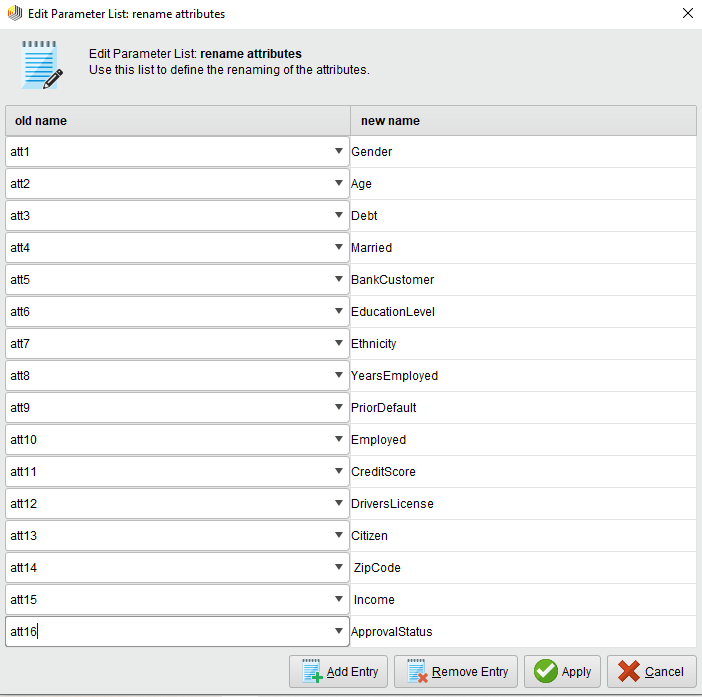 Edit Parameter List: rename attributes
Edit Parameter List: rename attributes
Use this list to define the renaming of the attributes.
old name new name
att1 Gender
att2 Age
att3 Debt
att4 Married
att5 BankCustomer
att6 EducationLevel
att7 Ethnicity
att8 YearsEmployed
att9 PriorDefault
att10 Employed
att11 CreditScore
att12 DriversLicense
att13 Citizen
att14 ZipCode
att15 Income
att16 ApprovalStatus
Add Entry Remove Entry Apply Cancel